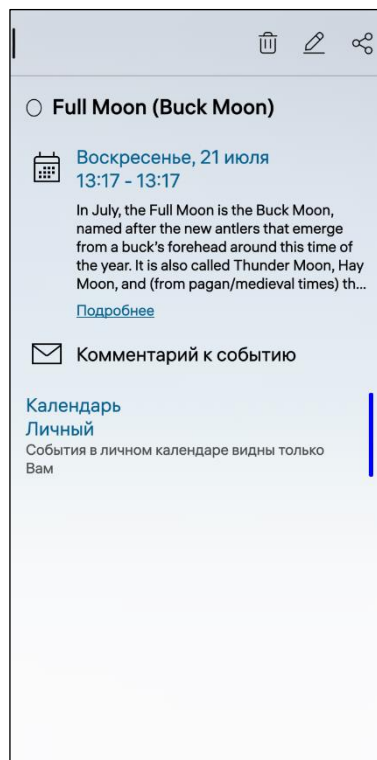 Full Moon (Buck Moon)
Воскресенье, 21 июля
13:17 - 13:17
In July, the Full Moon is the Buck Moon,
named after the new antlers that emerge
from a buck's forehead around this time of
the year. It is also called Thunder Moon, Hay
Moon, and (from pagan/medieval times) th...
Подробнее
Комментарий к событию
Календарь
Личный
События в личном календаре видны только
Вам